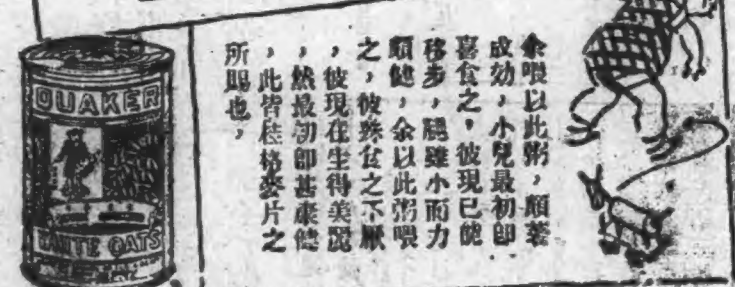 余喂以此粥，頗著
成効，小兒最初卽
喜食之，彼現已能
移步，腿雖小而力
頗健，余以此粥喂
之，彼殊食之不厭
，彼現在生得美麗
，然最初卽甚康健
，此皆桂格麥片之
所賜也，
QUAKER
WHITE OATS